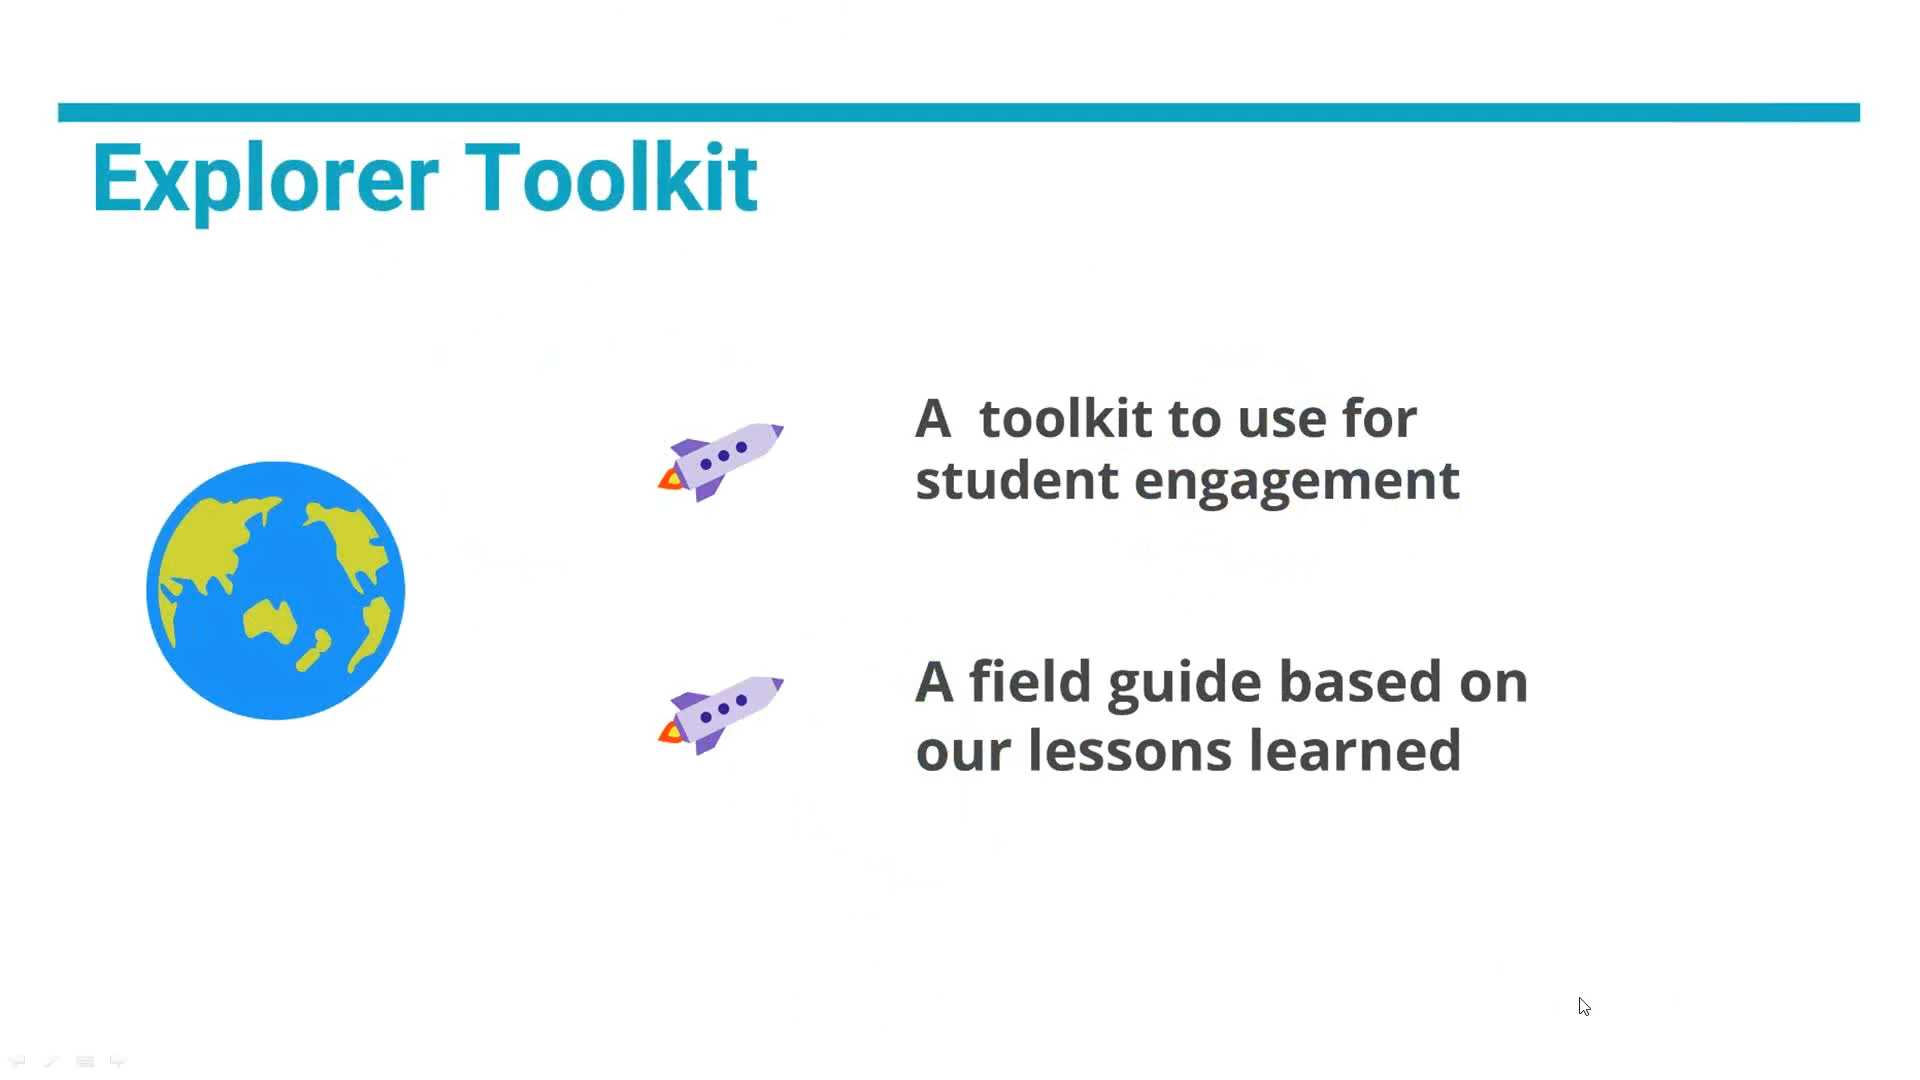 Explorer Toolkit
A  toolkit to use for
student engagement
A field guide based on
our lessons learned